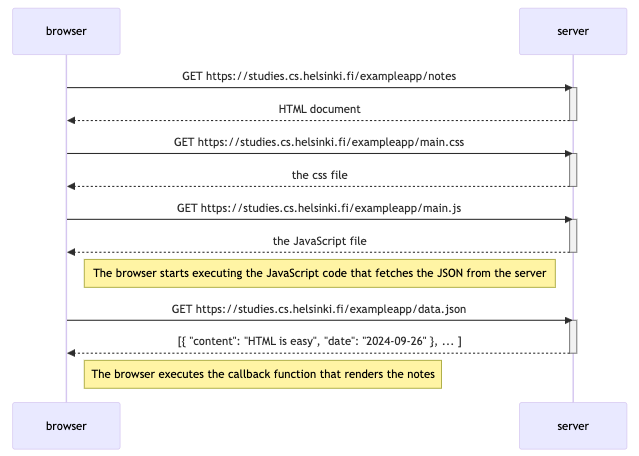 browser
server
GET https://studies.cs.helsinki.fi/exampleapp/notes
HTML document
GET https://studies.cs.helsinki.fi/exampleapp/main.css
the css file
GET https://studies.cs.helsinki.fi/exampleapp/main.js
the JavaScript file
The browser starts executing the JavaScript code that fetches the JSON from the server
GET https://studies.cs.helsinki.fi/exampleapp/data.json
[{ "content": "HTML is easy", "date": "2024-09-26" }, ... ]
The browser executes the callback function that renders the notes
browser
server